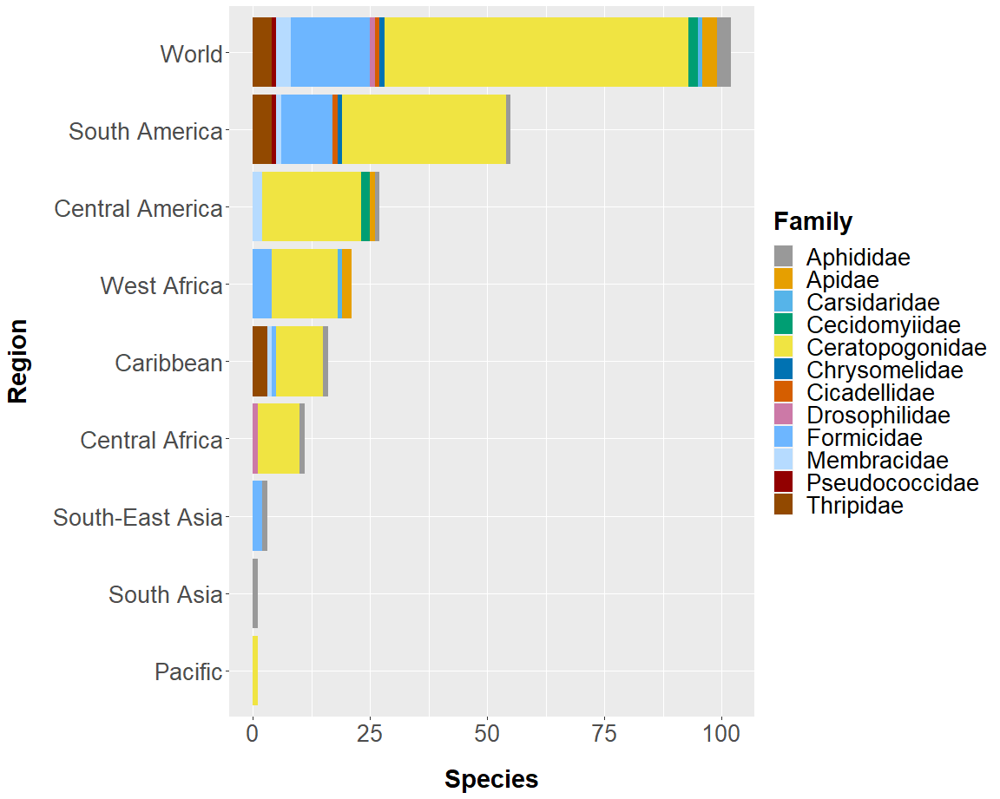 World
South America
Central America
West Africa
Caribbean
Central Africa
South-East Asia
South Asia
Pacific
Region
0 25 50 75 100
Species
Family
Aphididae
Apidae
Carsidaridae
Cecidomyiidae
Ceratopogonidae
Chrysomelidae
Cicadellidae
Drosophilidae
Formicidae
Membracidae
Pseudococcidae
Thripidae